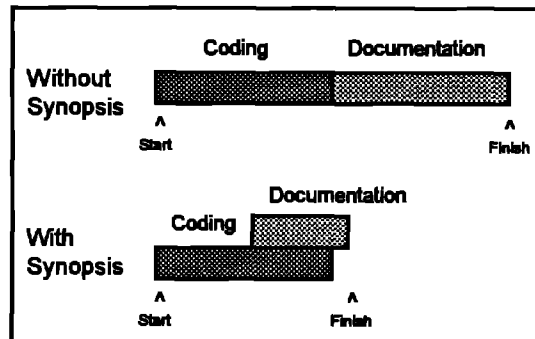 Coding Documentation
Without
Synopsis
^ ^
Start Finish
Documentation
Coding
With
Synopsis
^ ^
Start Finish